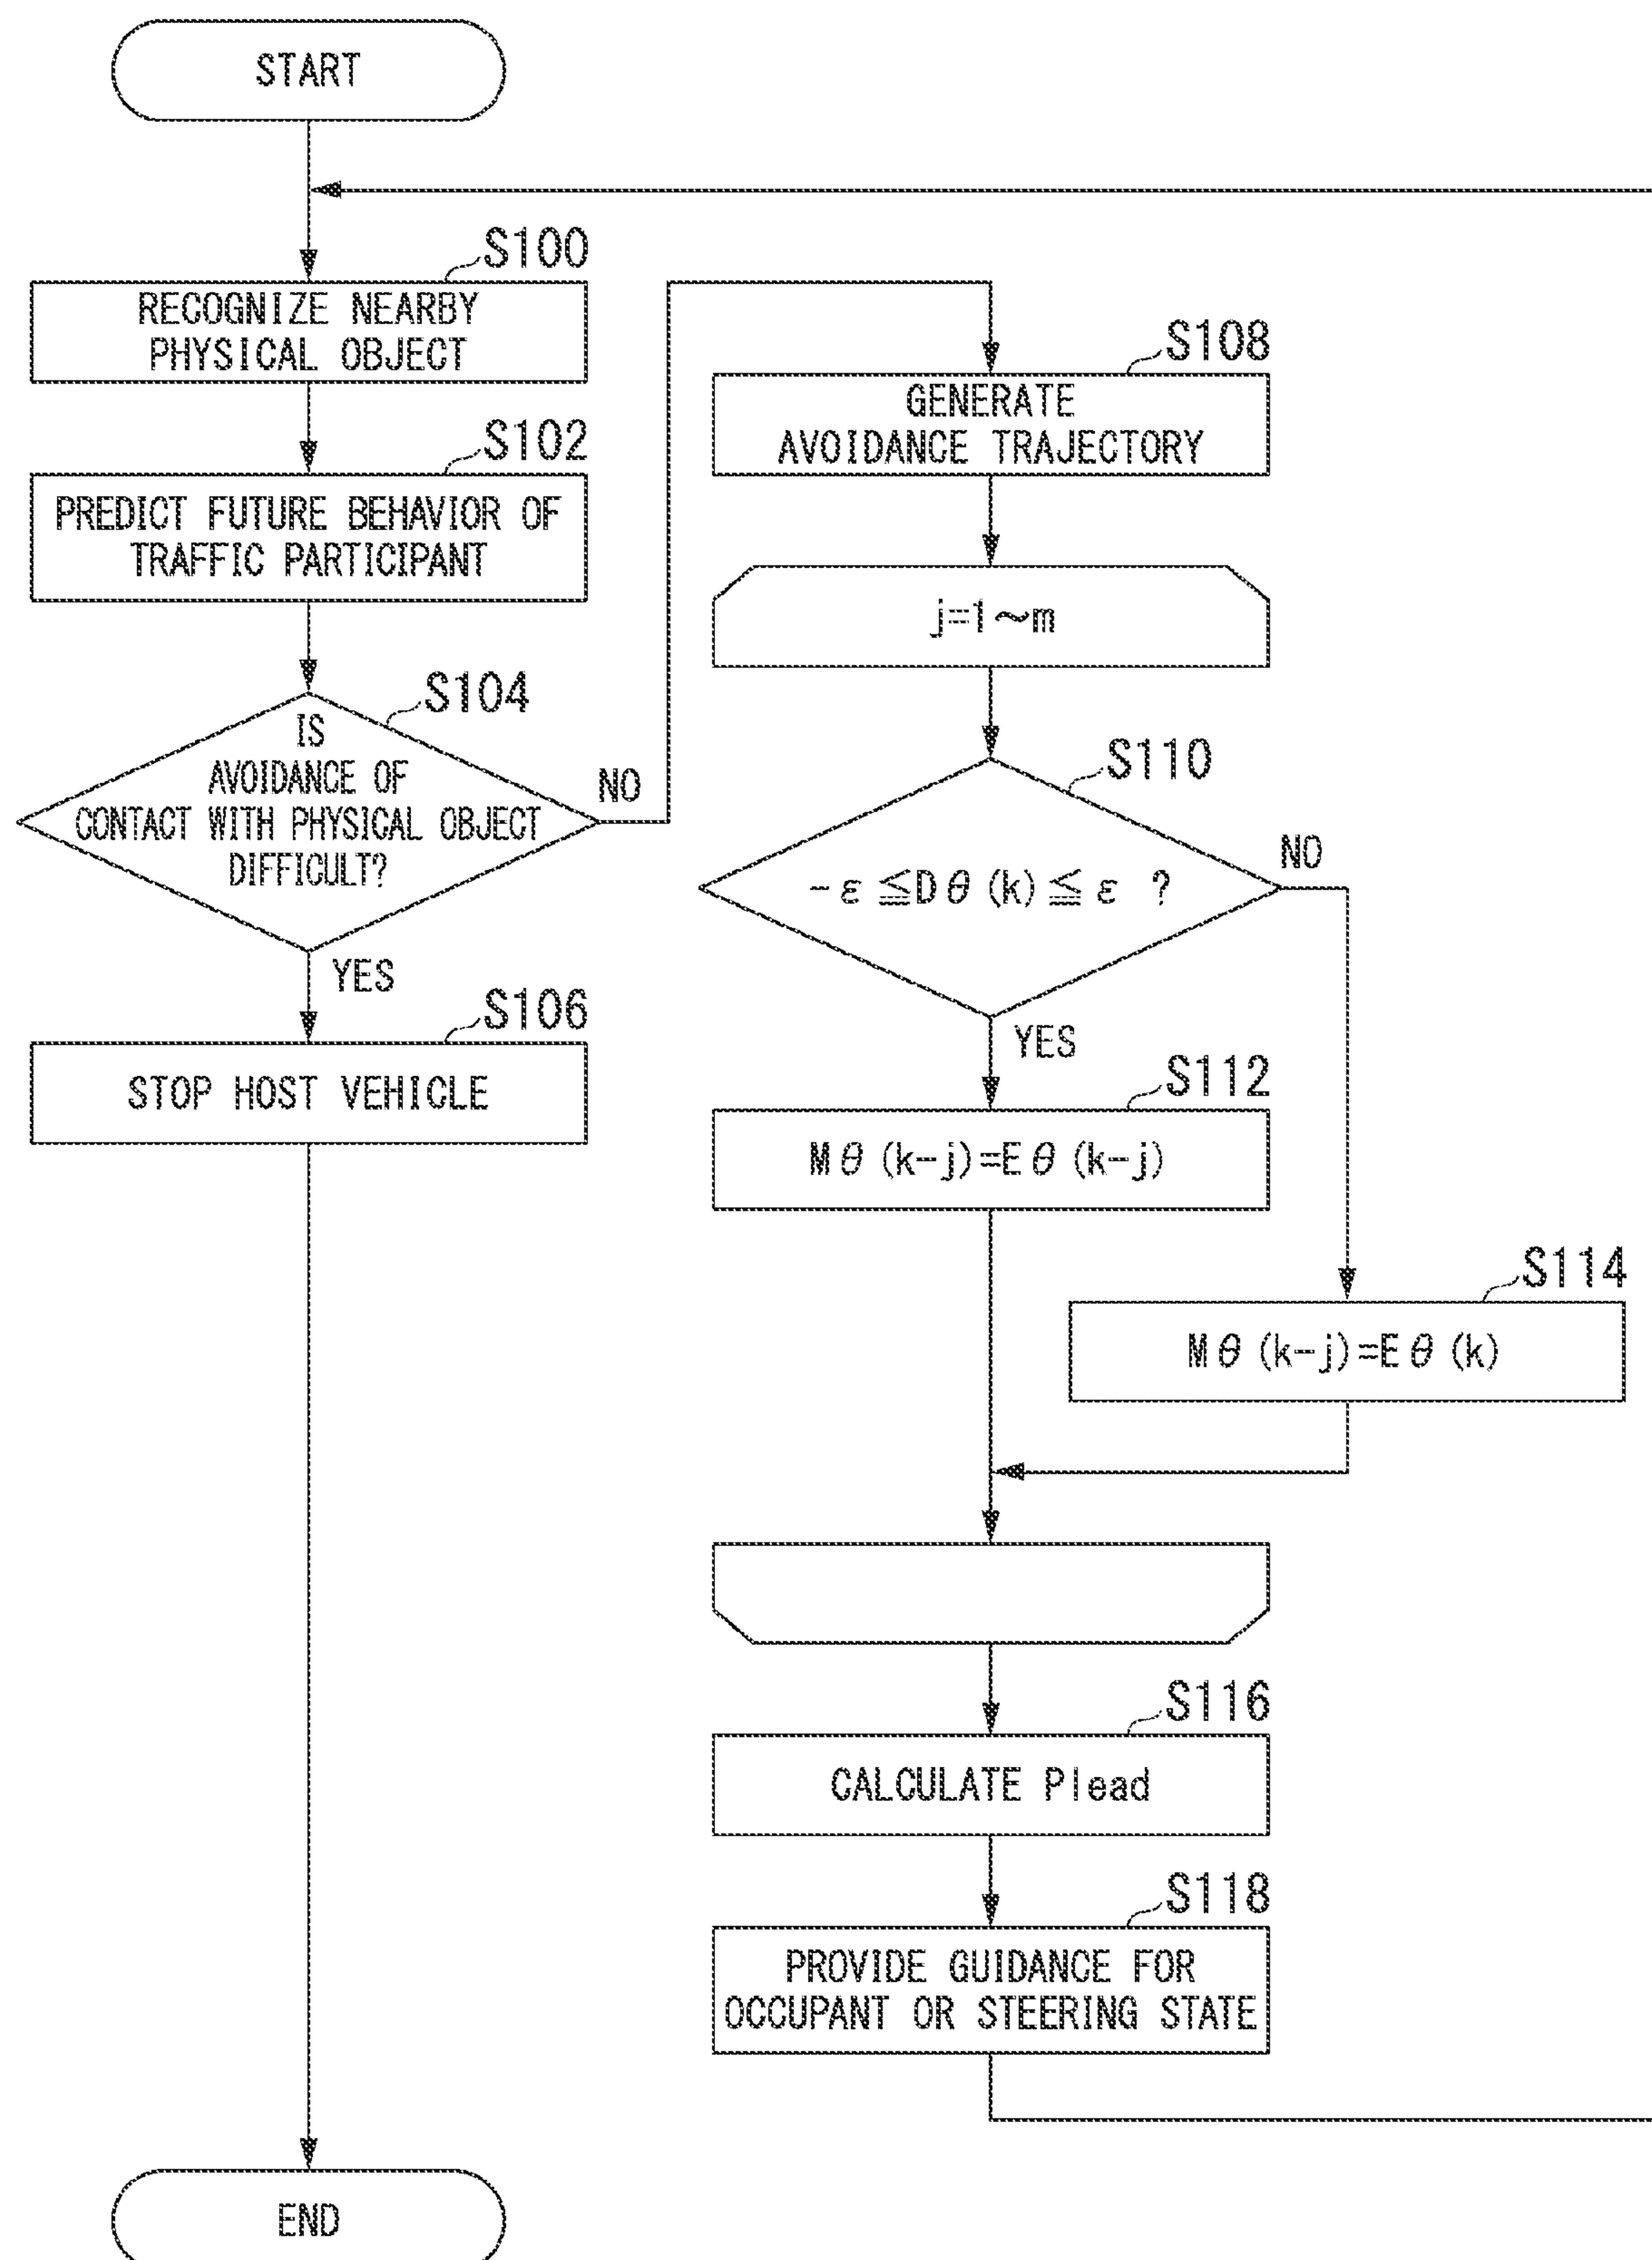 START
S100
RECOGNIZE NEARBY
PHYSICAL OBJECT
S102
PREDICT FUTURE BEHAVIOR OF
TRAFFIC PARTICIPANT
S104
IS
AVOIDANCE OF
CONTACT WITH PHYSICAL OBJECT
DIFFICULT?
NO
YES
S106
STOP HOST VEHICLE
END
S108
GENERATE
AVOIDANCE TRAJECTORY
j=1～m
S110
-ε≦Dθ(k)≦ε ?
NO
YES
S112
Mθ(k-j)=Eθ(k-j)
S114
Mθ(k-j)=Eθ(k)
S116
CALCULATE Plead
S118
PROVIDE GUIDANCE FOR
OCCUPANT OR STEERING STATE